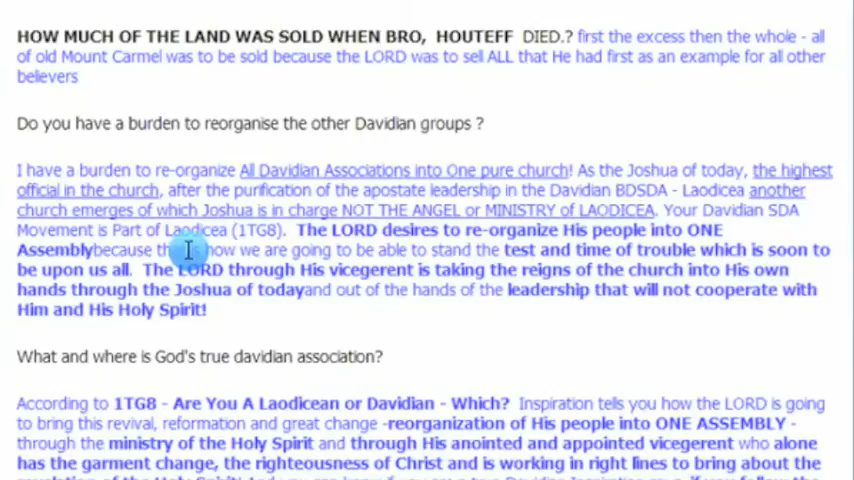 HOW MUCH OF THE LAND WAS SOLD WHEN BRO, HOUTEFF DIED.? first the excess then the whole - all
of old Mount Carmel was to be sold because the LORD was to sell ALL that He had first as an example for all other
believers
Do you have a burden to reorganise the other Davidian groups ?
I have a burden to re-organize All Davidian Associations into One pure church! As the Joshua of today, the highest
official in the church, after the purification of the apostate leadership in the Davidian BDSDA - Laodicea another
church emerges of which Joshua is in charge NOT THE ANGEL or MINISTRY of LAODICEA. Your Davidian SDA
Movement is Part of Laodicea (1TG8). The LORD desires to re-organize His people into ONE
Assemblybecause how we are going to be able to stand the test and time of trouble which is soon to
be upon us all. The LORD through His vicegerent is taking the reigns of the church into His own
hands through the Joshua of todayand out of the hands of the leadership that will not cooperate with
Him and His Holy Spirit!
What and where is God's true davidian association?
According to 1TG8 - Are You A Laodicean or Davidian - Which? Inspiration tells you how the LORD is going
to bring this revival, reformation and great change -reorganization of His people into ONE ASSEMBLY -
through the ministry of the Holy Spirit and through His anointed and appointed vicegerent who alone
has the garment change, the righteousness of Christ and is working in right lines to bring about the